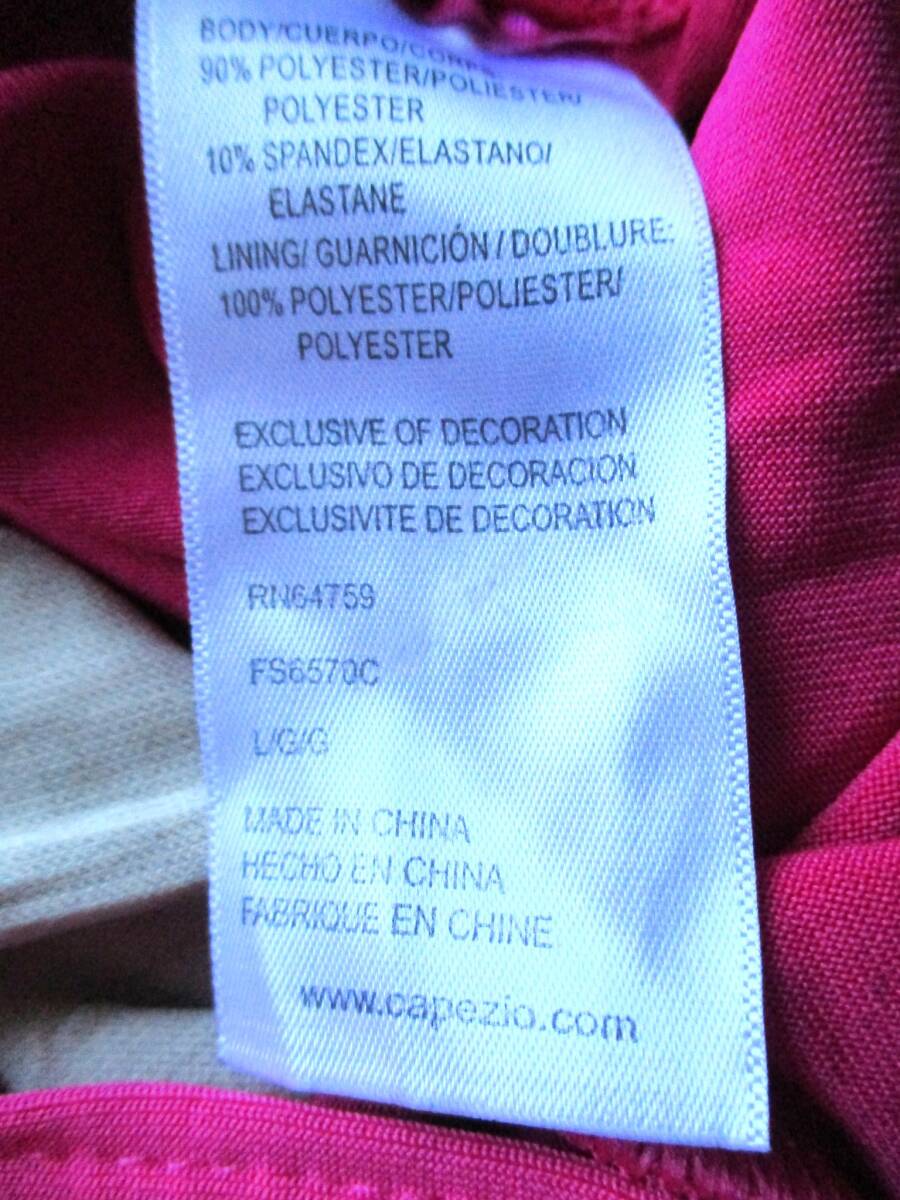 BODY/CUERPO/CORPS
90% POLYESTER/POLIESTER/
POLYESTER
10% SPANDEX/ELASTANO/
ELASTANE
LINING/ GUARNICIÓN / DOUBLURE:
100% POLYESTER/POLIESTER/
POLYESTER
EXCLUSIVE OF DECORATION
EXCLUSIVO DE DECORACION
EXCLUSIVITE DE DECORATION
RN64759
FS6570C
L/G/G
MADE IN CHINA
HECHO EN CHINA
FABRIQUE EN CHINE
www.capezio.com